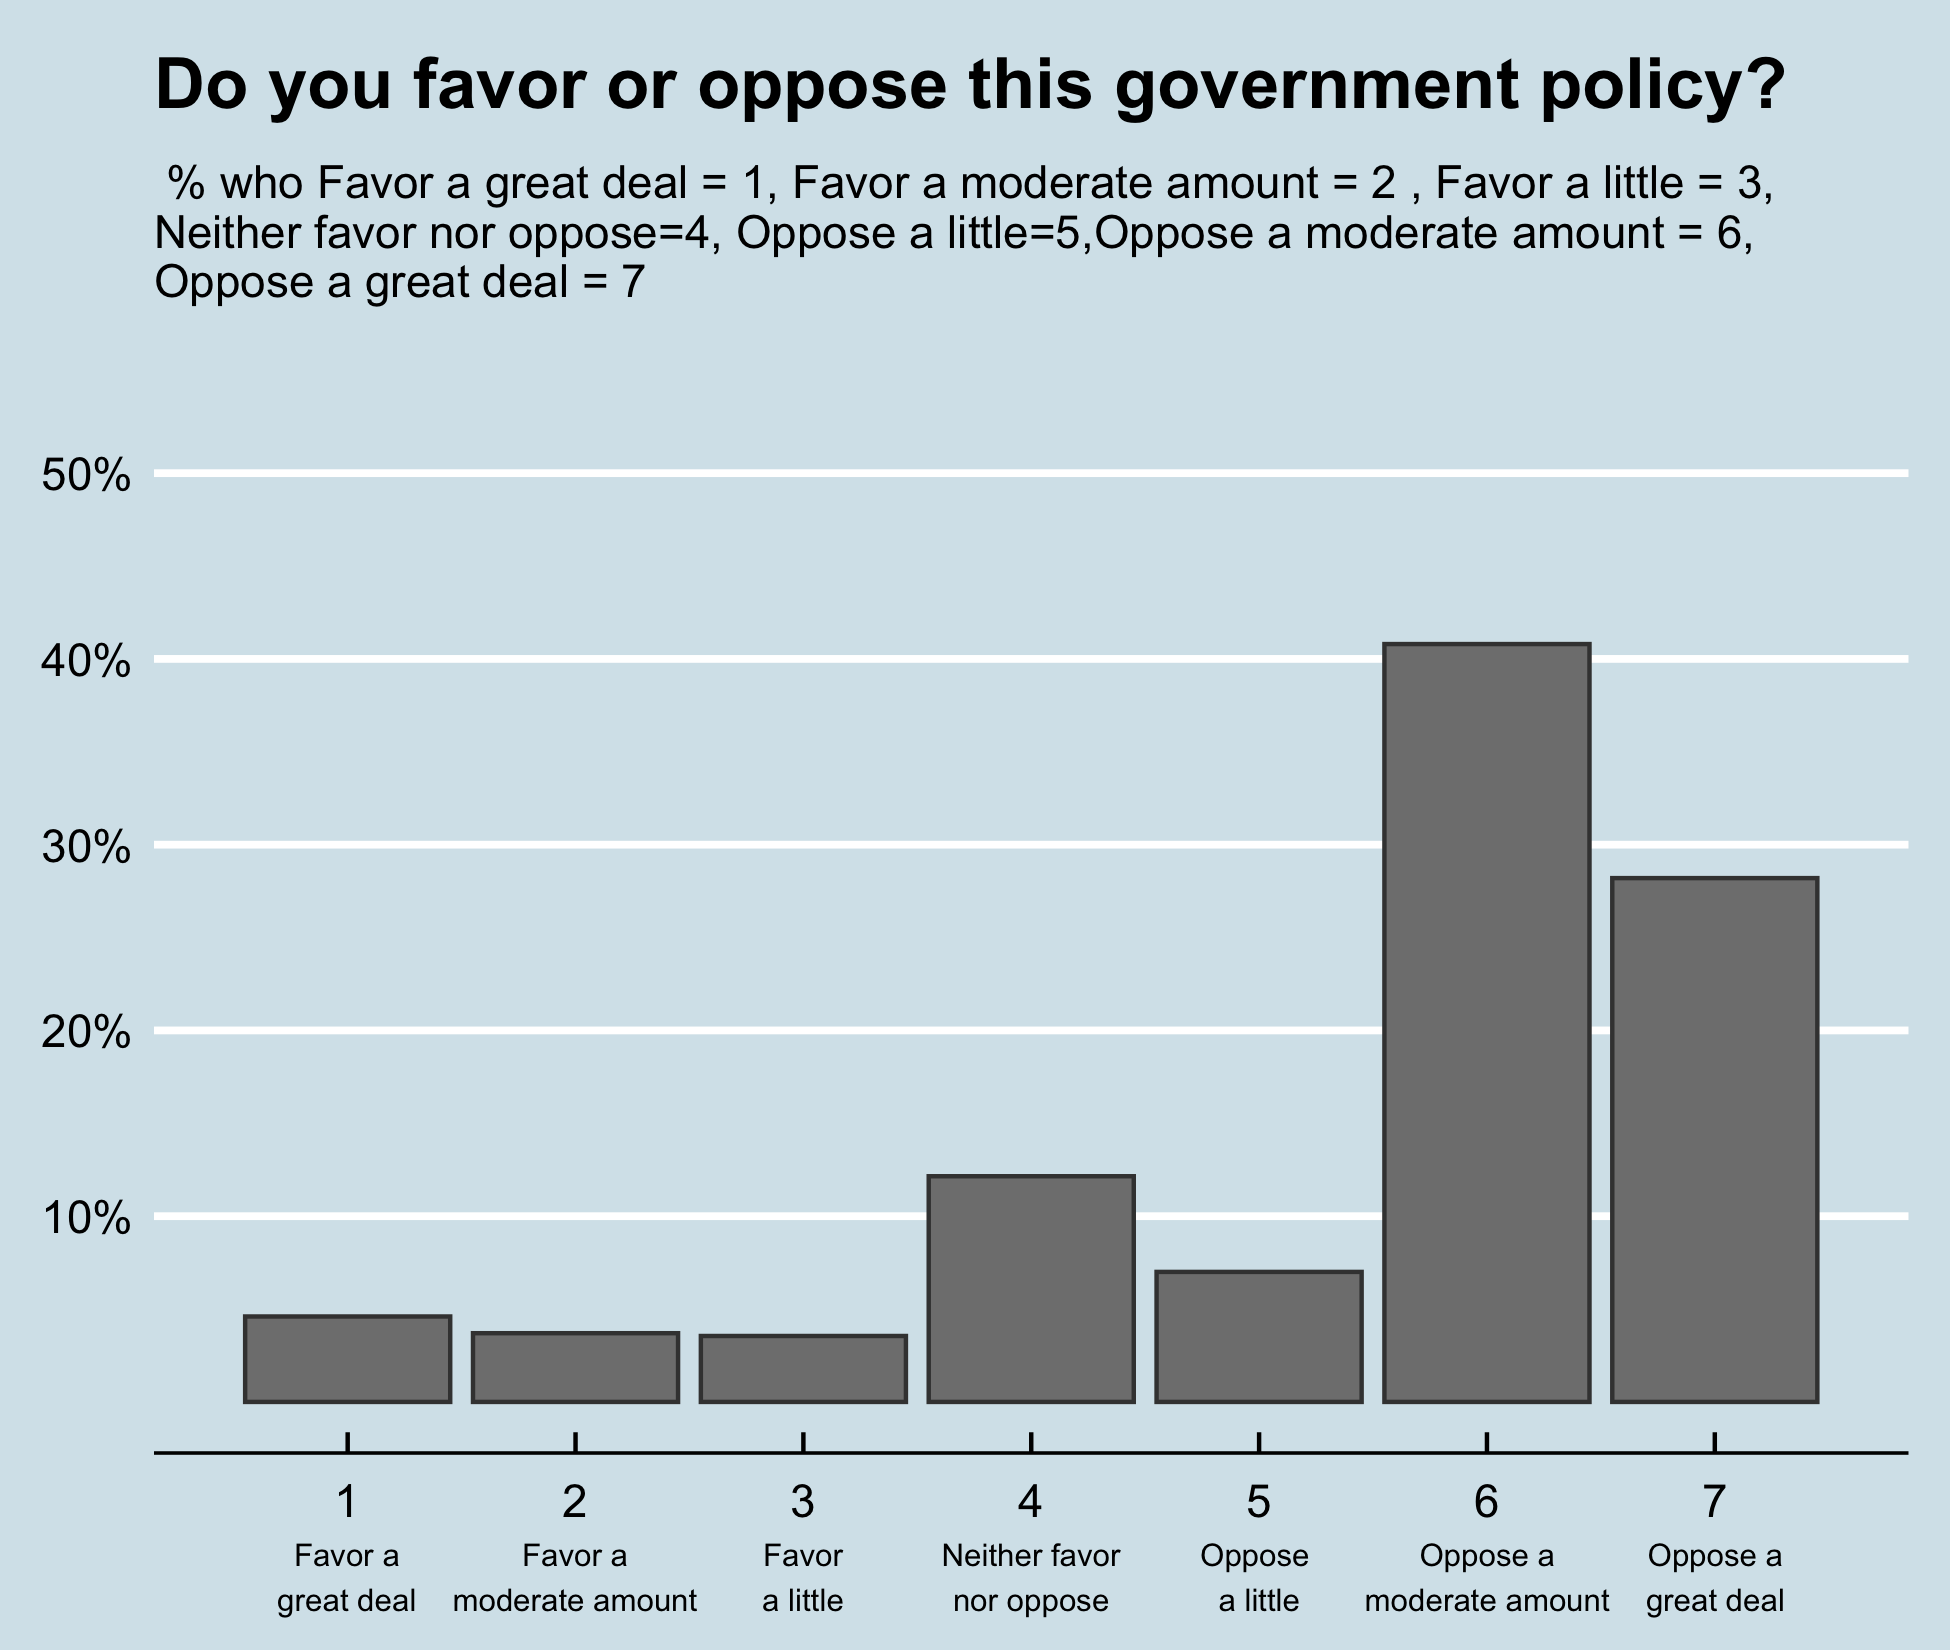 Do you favor or oppose this government policy?
% who Favor a great deal = 1, Favor a moderate amount = 2 , Favor a little = 3,
Neither favor nor oppose=4, Oppose a little=5,Oppose a moderate amount = 6,
Oppose a great deal = 7
50%
40%
30%
20%
10%
1 2 3 4 5 6 7
Favor a Favor a Favor Neither favor Oppose Oppose a Oppose a
great deal moderate amount a little nor oppose a little moderate amount great deal